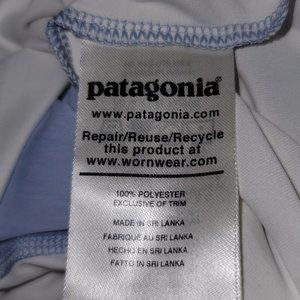 patagonia®
www.patagonia.com
Repair/Reuse/Recycle
this product at
www.wornwear.com
100% POLYESTER
EXCLUSIVE OF TRIM
MADE IN SRI LANKA
FABRIQUÉ AU SRI LANKA
HECHO EN SRI LANKA
FATTO IN SRI LANKA